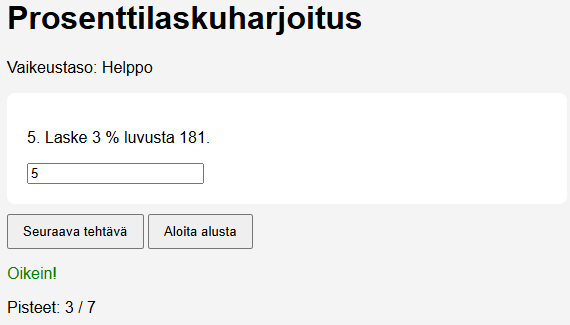 Prosenttilaskuharjoitus
Vaikeustaso: Helppo
5. Laske 3 % luvusta 181.
5
Seuraava tehtävä Aloita alusta
Oikein!
Pisteet: 3 / 7